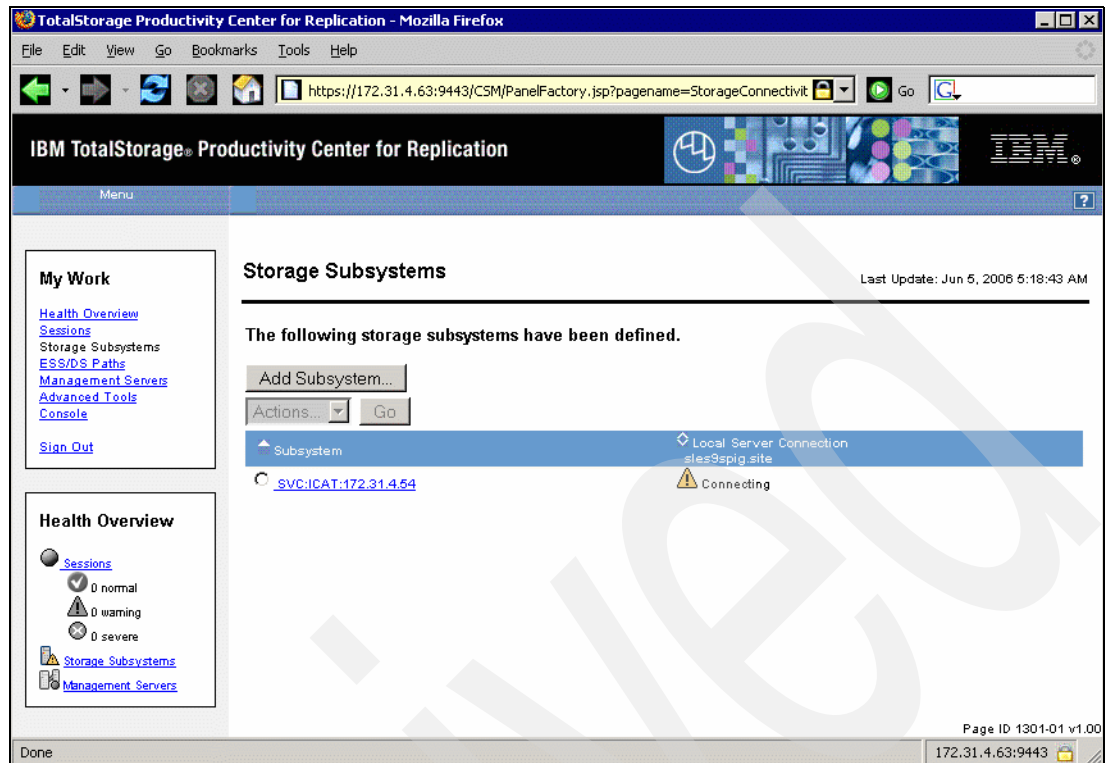 TotalStorage Productivity Center for Replication - Mozilla Firefox
File Edit View Go Bookmarks Tools Help
https://172.31.4.63:9443/CSM/PanelFactory.jsp?pagename=StorageConnectivit
Go
G
IBM TotalStorage® Productivity Center for Replication
IBM®
Menu
?
My Work
Health Overview
Sessions
Storage Subsystems
ESS/DS Paths
Management Servers
Advanced Tools
Console
Sign Out
Storage Subsystems
Last Update: Jun 5, 2006 5:18:43 AM
The following storage subsystems have been defined.
Add Subsystem...
Actions... Go
Subsystem
Local Server Connection
sles9spig.site
SVC:ICAT:172.31.4.54
Connecting
Health Overview
Sessions
0 normal
0 warning
0 severe
Storage Subsystems
Management Servers
Page ID 1301-01 v1.00
Done
172.31.4.63:9443